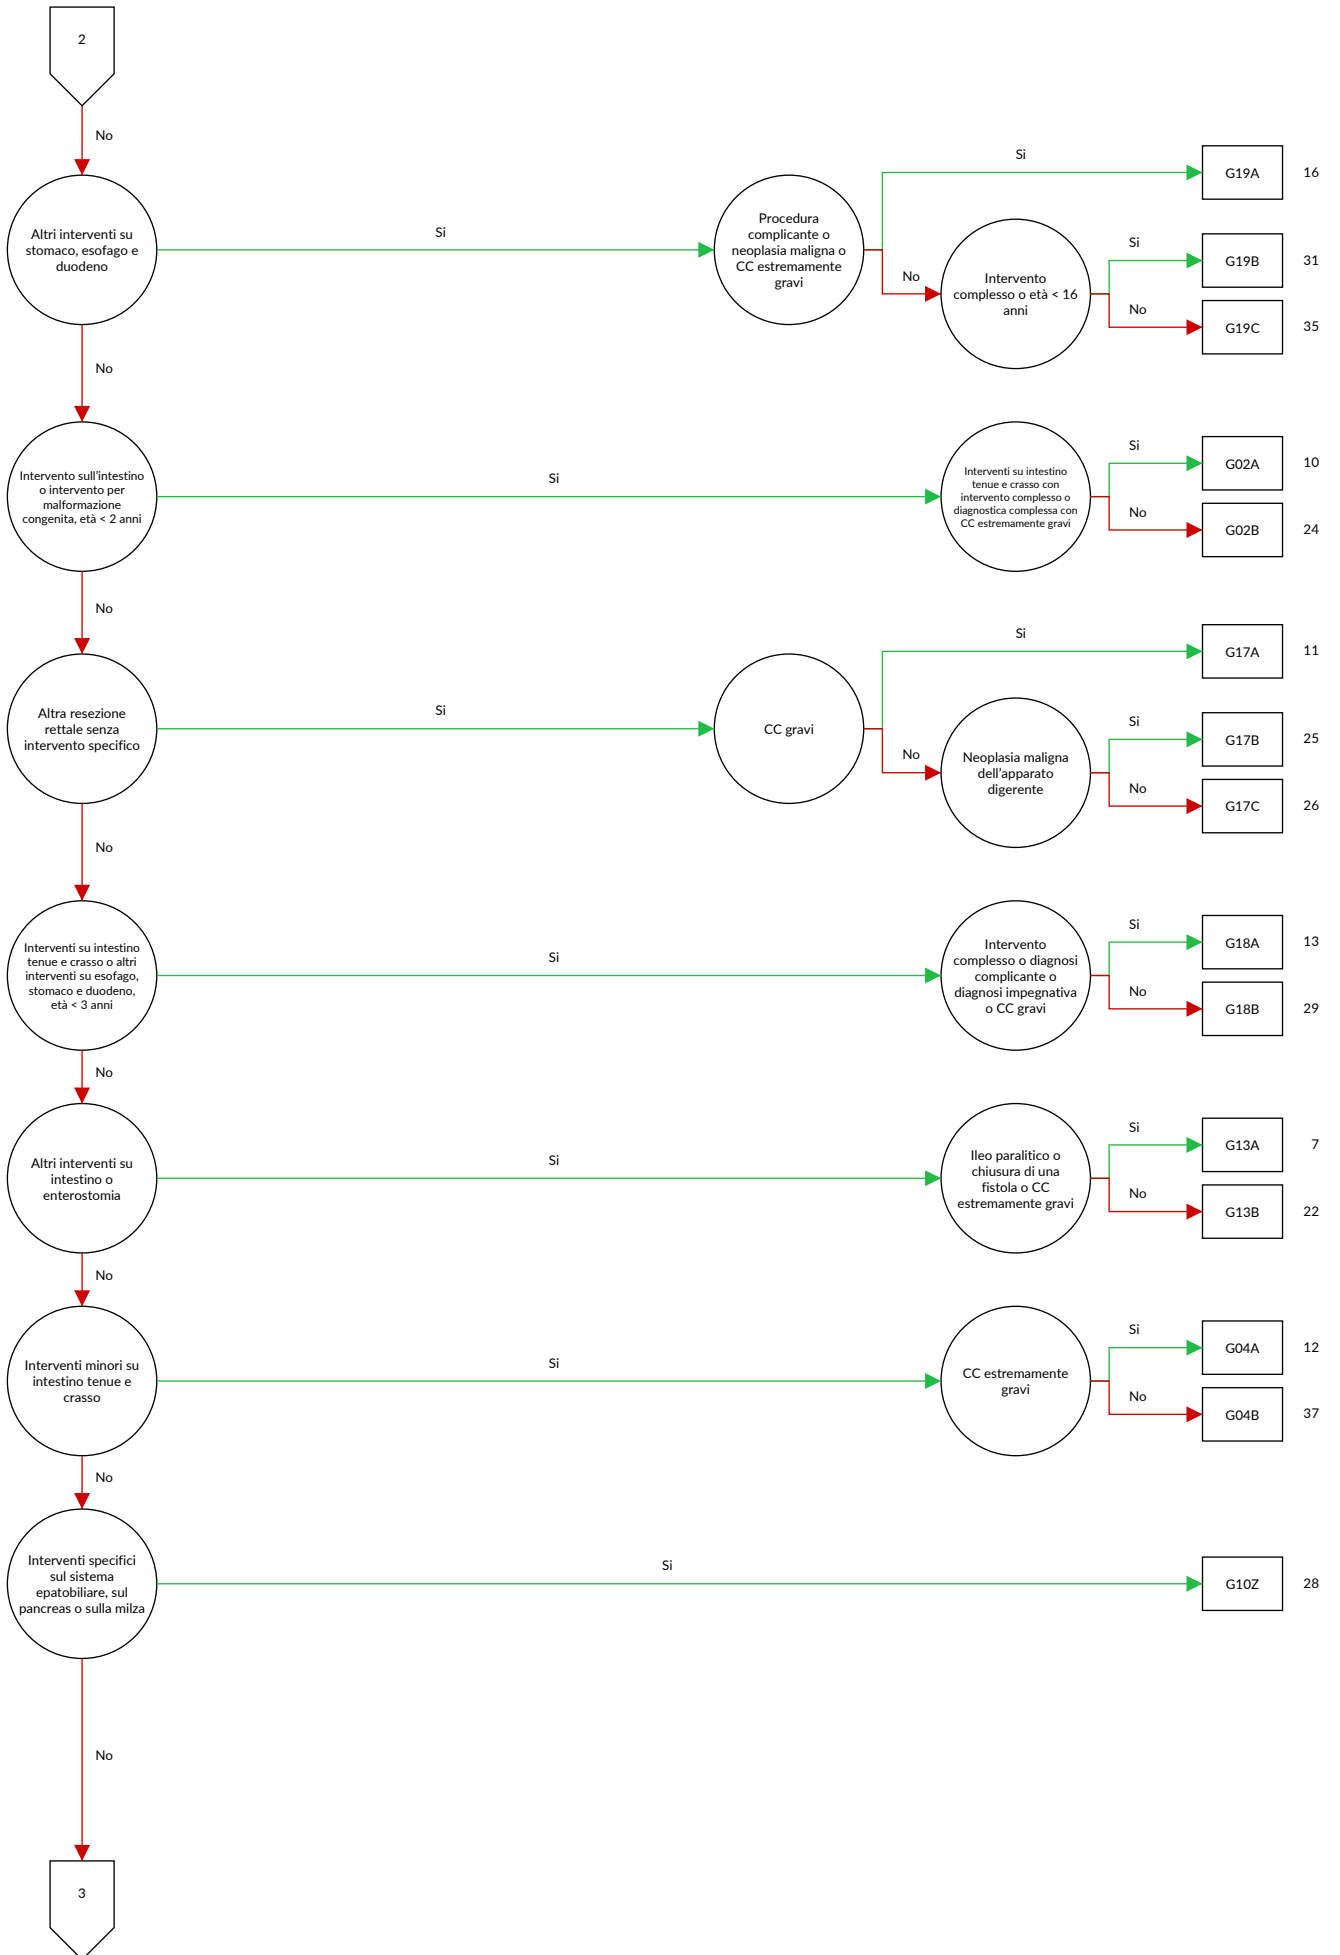 2
No
Altri interventi su
stomaco, esofago e
duodeno
Si
Procedura
complicante o
neoplasia maligna o
CC estremamente
gravi
Si
G19A
16
No
Intervento
complesso o età < 16
anni
Si
G19B
31
No
G19C
35
No
Intervento sull'intestino
o intervento per
malformazione
congenita, età < 2 anni
Si
Interventi su intestino
tenue e crasso con
intervento complesso o
diagnostica complessa con
CC estremamente gravi
Si
G02A
10
No
G02B
24
No
Altra resezione
rettale senza
intervento specifico
Si
CC gravi
Si
G17A
11
No
Neoplasia maligna
dell'apparato
digerente
Si
G17B
25
No
G17C
26
No
Interventi su intestino
tenue e crasso o altri
interventi su esofago,
stomaco e duodeno,
età < 3 anni
Si
Intervento
complesso o diagnosi
complicante o
diagnosi impegnativa
o CC gravi
Si
G18A
13
No
G18B
29
No
Altri interventi su
intestino o
enterostomia
Si
Ileo paralitico o
chiusura di una
fistola o CC
estremamente gravi
Si
G13A
7
No
G13B
22
No
Interventi minori su
intestino tenue e
crasso
Si
CC estremamente
gravi
Si
G04A
12
No
G04B
37
No
Interventi specifici
sul sistema
epatobiliare, sul
pancreas o sulla milza
Si
G10Z
28
No
3